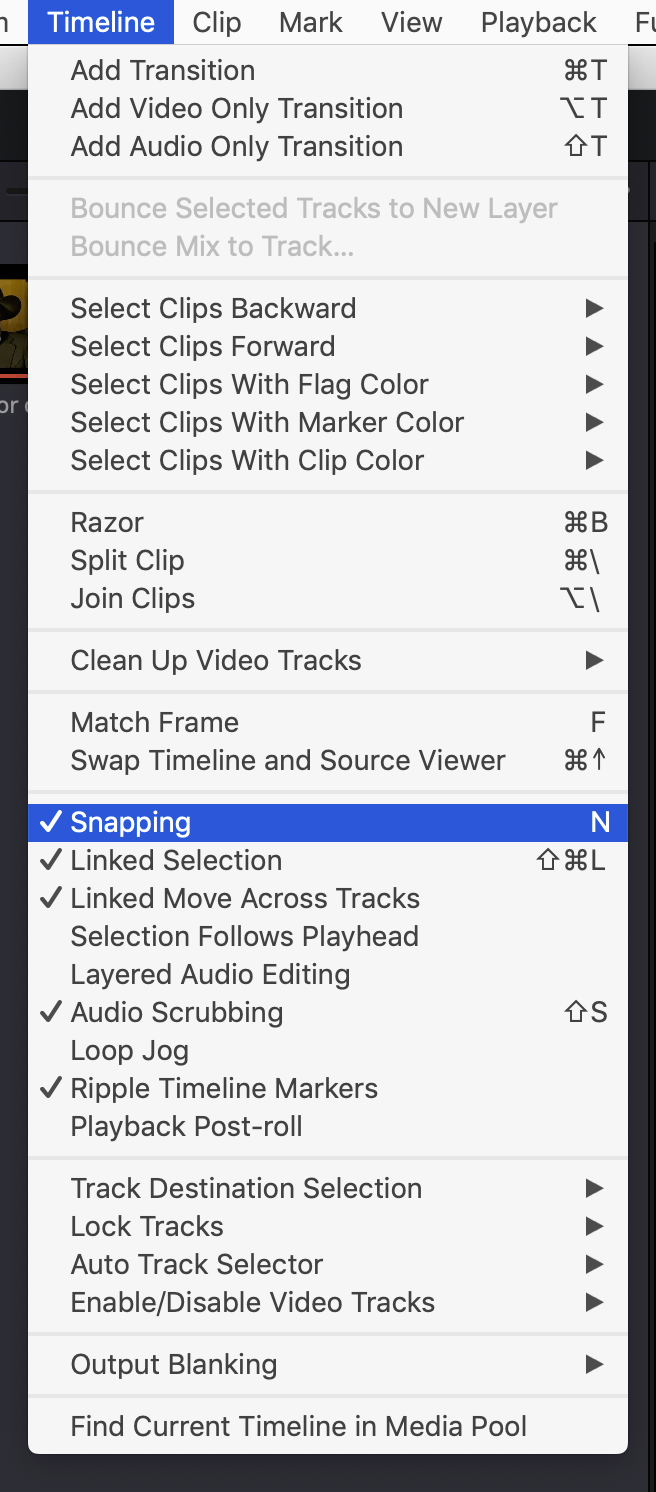 Timeline Clip Mark View Playback
Add Transition ⌘T
Add Video Only Transition ⌥T
Add Audio Only Transition ⇧T
Bounce Selected Tracks to New Layer
Bounce Mix to Track...
Select Clips Backward ▶
Select Clips Forward ▶
Select Clips With Flag Color ▶
Select Clips With Marker Color ▶
Select Clips With Clip Color ▶
Razor ⌘B
Split Clip ⌘\
Join Clips ⌥\
Clean Up Video Tracks ▶
Match Frame F
Swap Timeline and Source Viewer ⌘↑
✓ Snapping N
✓ Linked Selection ⇧⌘L
✓ Linked Move Across Tracks
Selection Follows Playhead
Layered Audio Editing
✓ Audio Scrubbing ⇧S
Loop Jog
✓ Ripple Timeline Markers
Playback Post-roll
Track Destination Selection ▶
Lock Tracks ▶
Auto Track Selector ▶
Enable/Disable Video Tracks ▶
Output Blanking ▶
Find Current Timeline in Media Pool